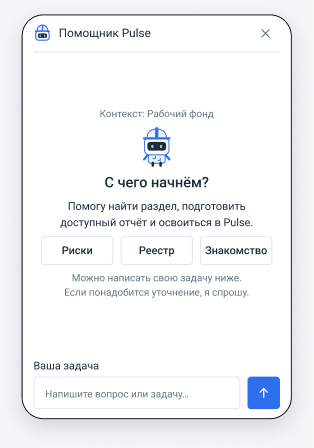 Помощник Pulse
Контекст: Рабочий фонд
С чего начнём?
Помогу найти раздел, подготовить
доступный отчёт и освоиться в Pulse.
Риски
Реестр
Знакомство
Можно написать свою задачу ниже.
Если понадобится уточнение, я спрошу.
Ваша задача
Напишите вопрос или задачу...